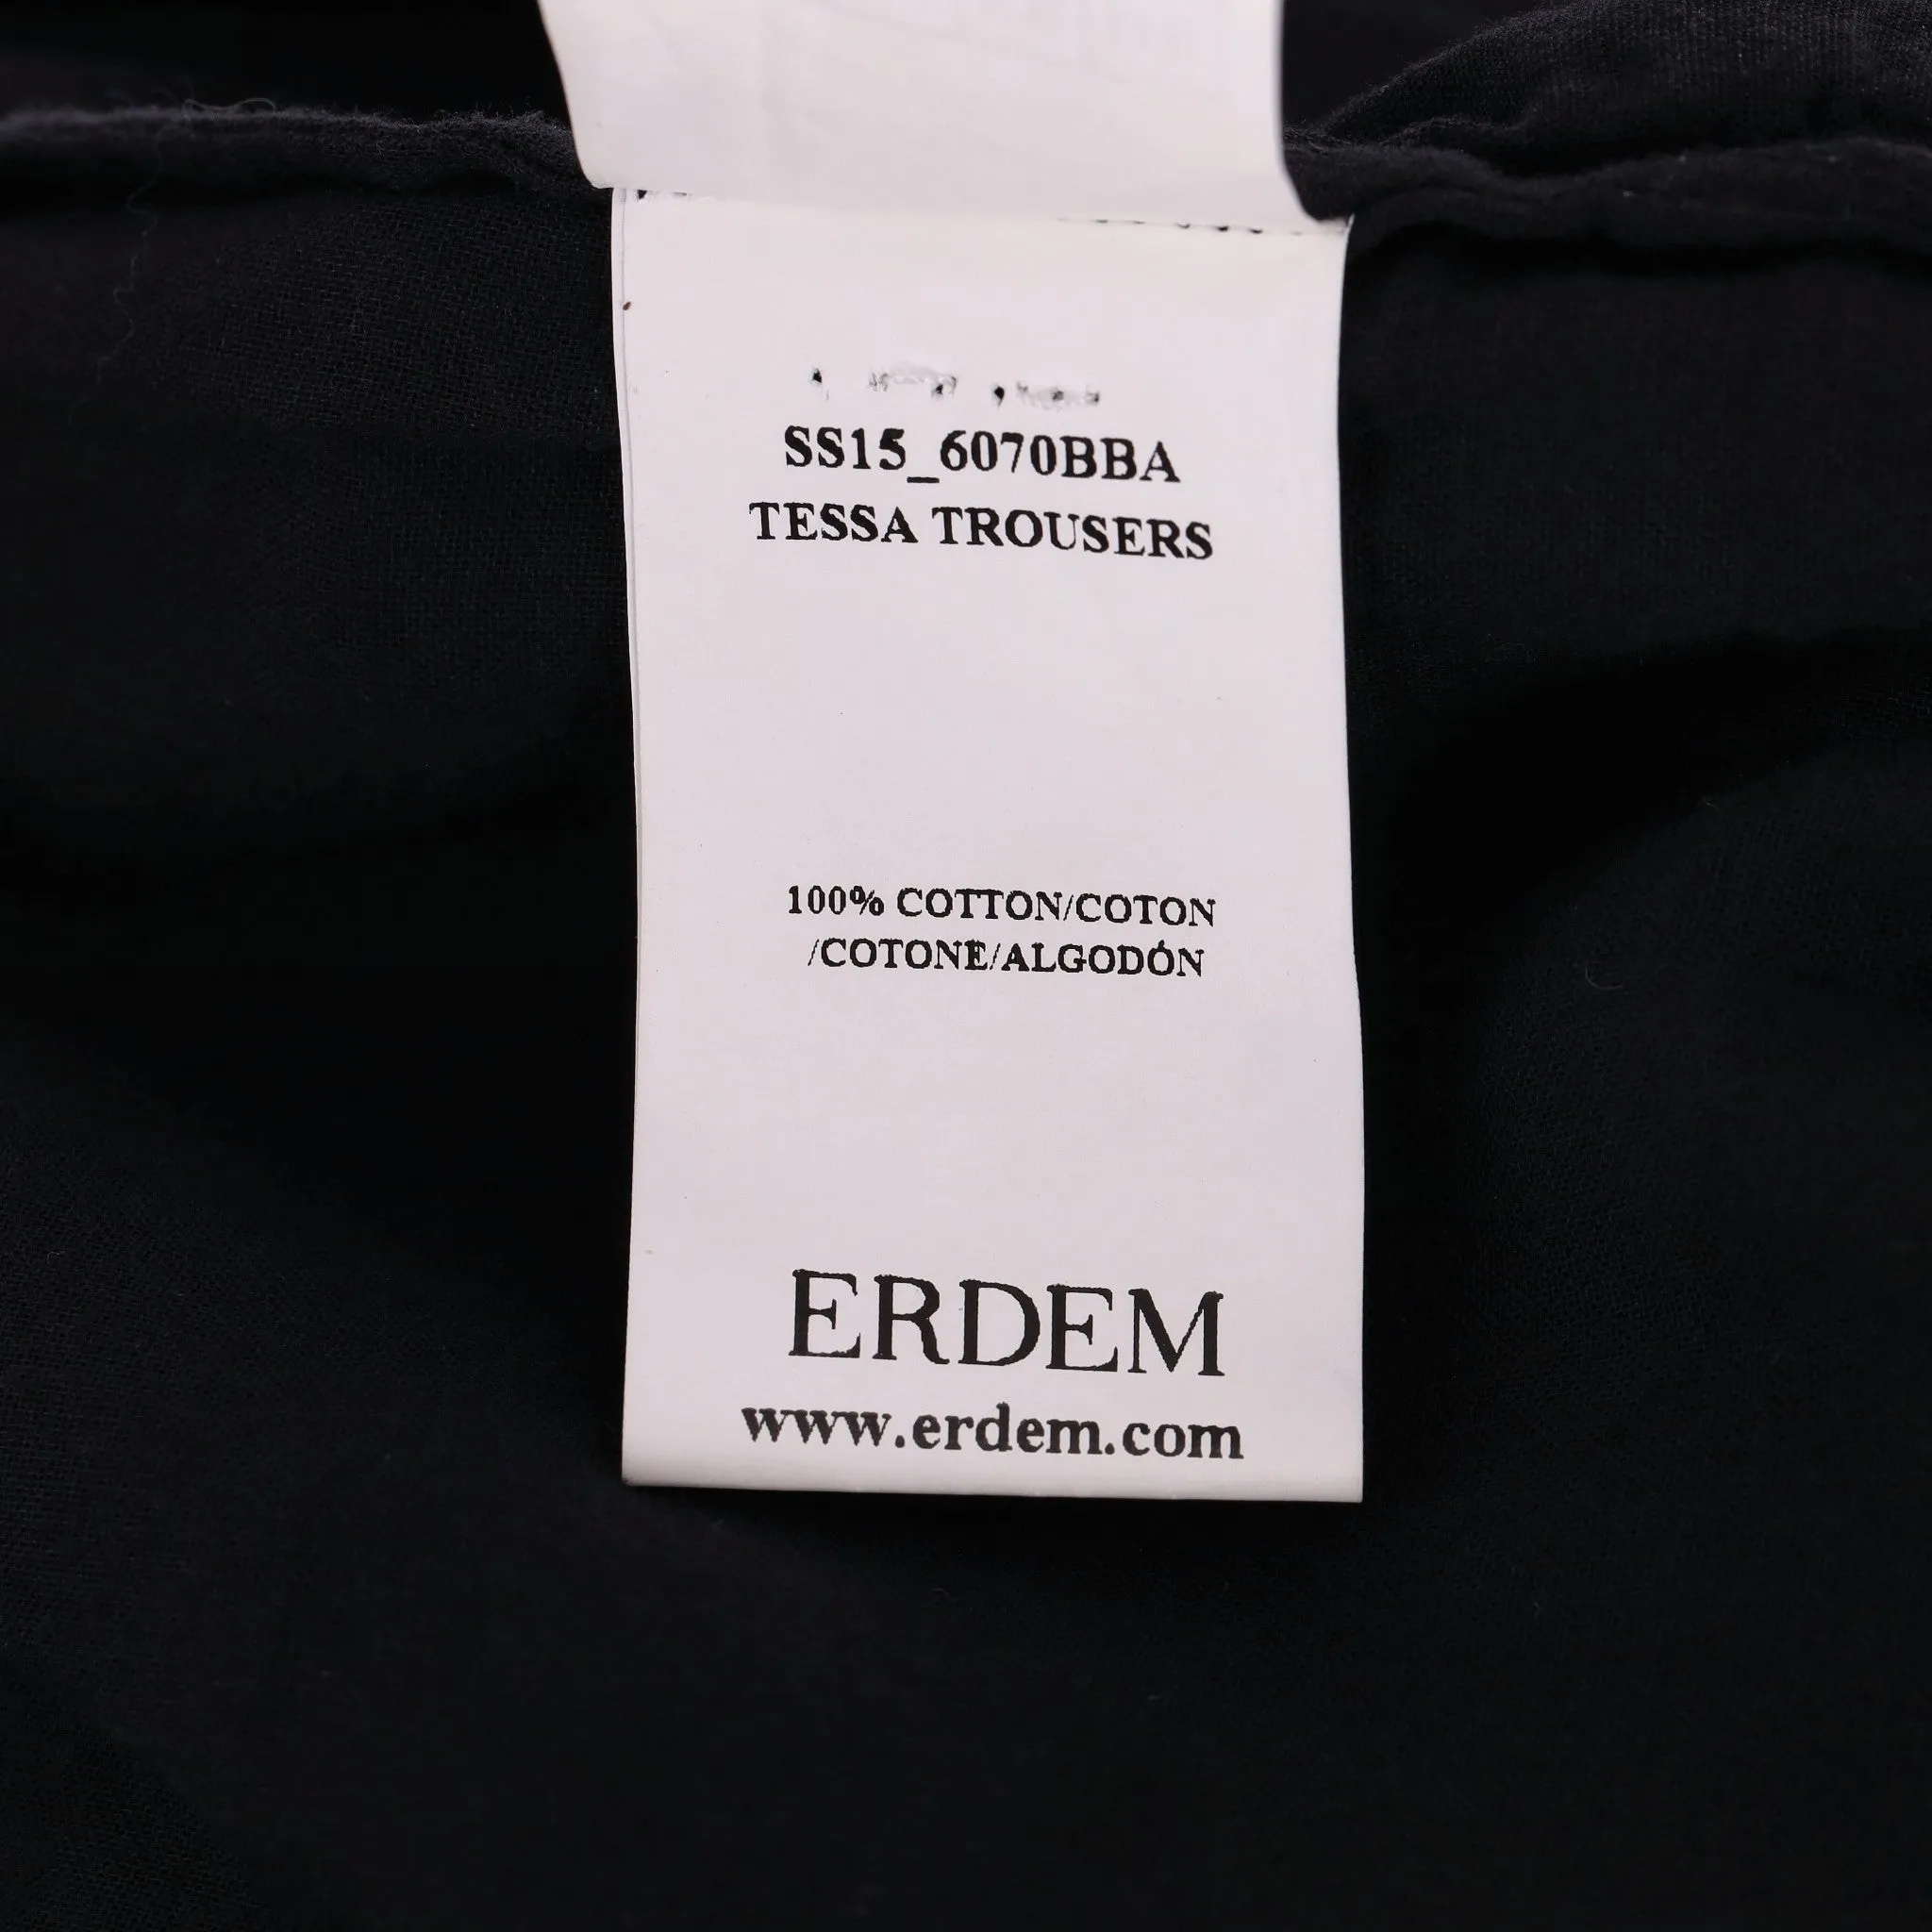 SS15_6070BBA
TESSA TROUSERS
100% COTTON/COTON
/COTONE/ALGODÓN
ERDEM
www.erdem.com